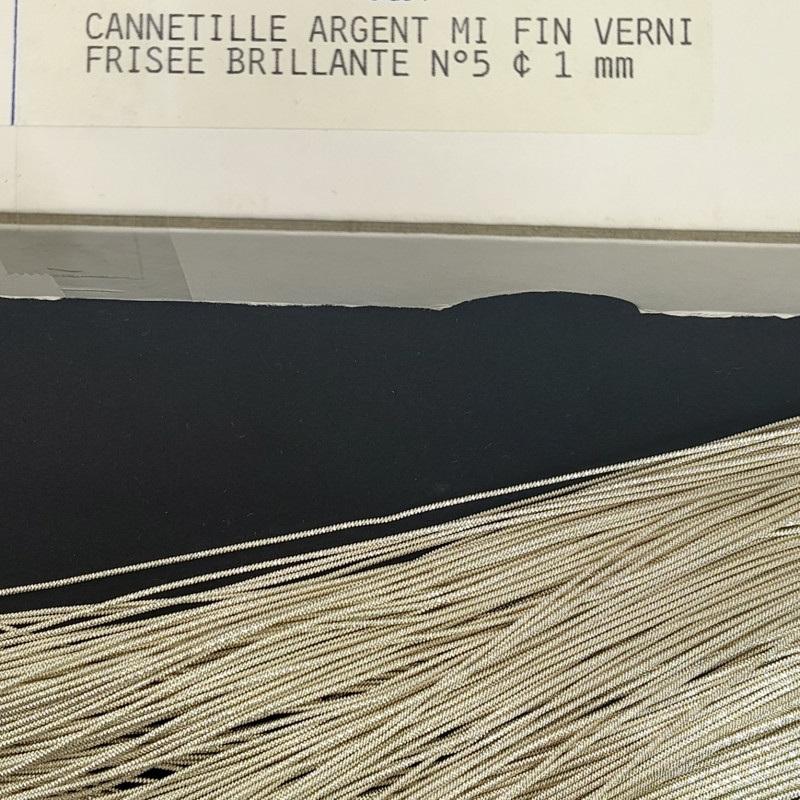 CANNETILLE ARGENT MI FIN VERNI
FRISEE BRILLANTE N°5 ¢ 1 mm